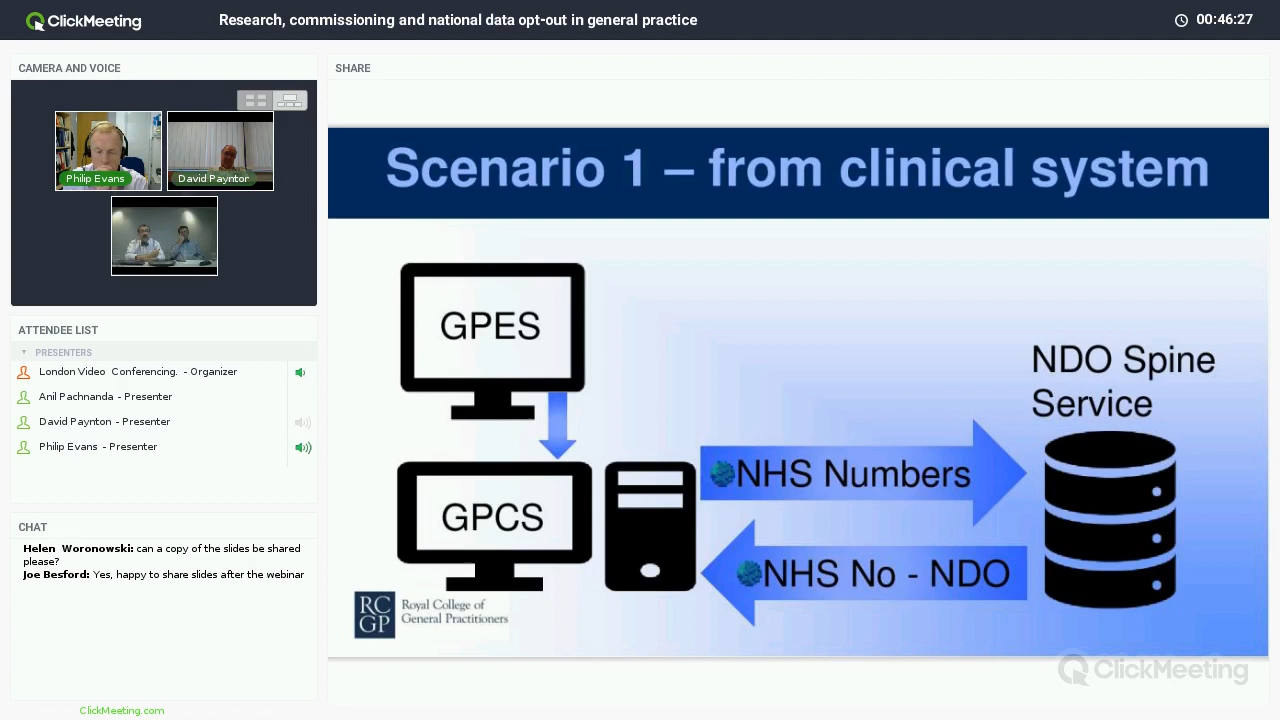 ClickMeeting
Research, commissioning and national data opt-out in general practice
00:46:27
CAMERA AND VOICE
Philip Evans
David Payntor
ATTENDEE LIST
PRESENTERS
London Video Conferencing. - Organizer
Anil Pachnanda - Presenter
David Paynton - Presenter
Philip Evans - Presenter
CHAT
Helen Woronowski: can a copy of the slides be shared
please?
Joe Besford: Yes, happy to share slides after the webinar
ClickMeeting.com
SHARE
Scenario 1 – from clinical system
GPES
NDO Spine
Service
GPCS
NHS Numbers
NHS No - NDO
RC
GP
Royal College of
General Practitioners
ClickMeeting